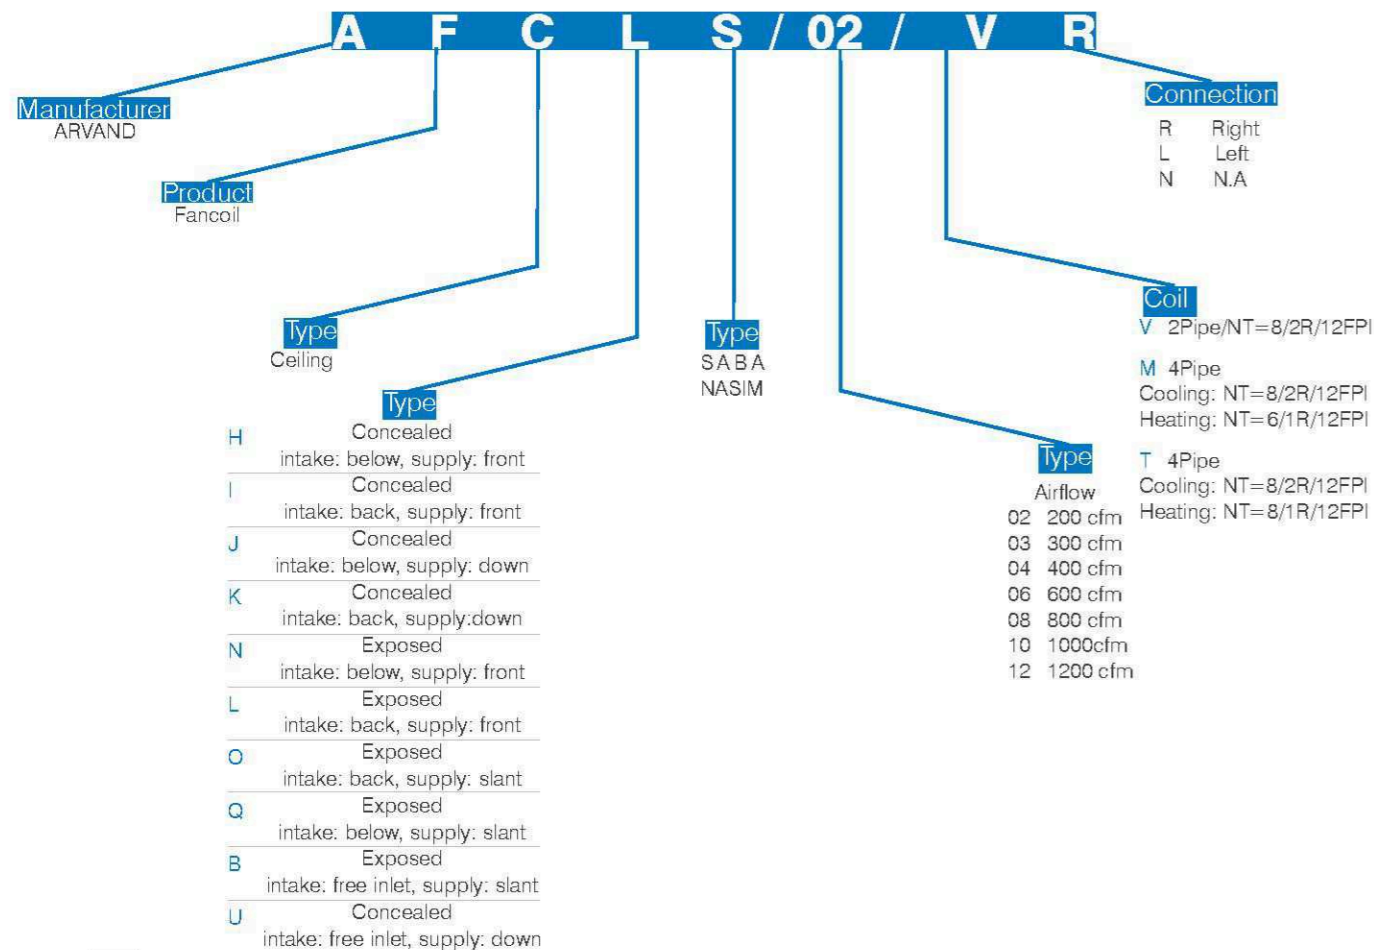 A F C L S / 02 / V R
Manufacturer
ARVAND
Product
Fancoil
Type
Ceiling
Type
H Concealed
intake: below, supply: front
I Concealed
intake: back, supply: front
J Concealed
intake: below, supply: down
K Concealed
intake: back, supply:down
N Exposed
intake: below, supply: front
L Exposed
intake: back, supply: front
O Exposed
intake: back, supply: slant
Q Exposed
intake: below, supply: slant
B Exposed
intake: free inlet, supply: slant
U Concealed
intake: free inlet, supply: down
Type
SABA
NASIM
Type
Airflow
02 200 cfm
03 300 cfm
04 400 cfm
06 600 cfm
08 800 cfm
10 1000cfm
12 1200 cfm
Coil
V 2Pipe/NT=8/2R/12FPI
M 4Pipe
Cooling: NT=8/2R/12FPI
Heating: NT=6/1R/12FPI
T 4Pipe
Cooling: NT=8/2R/12FPI
Heating: NT=8/1R/12FPI
Connection
R Right
L Left
N N.A